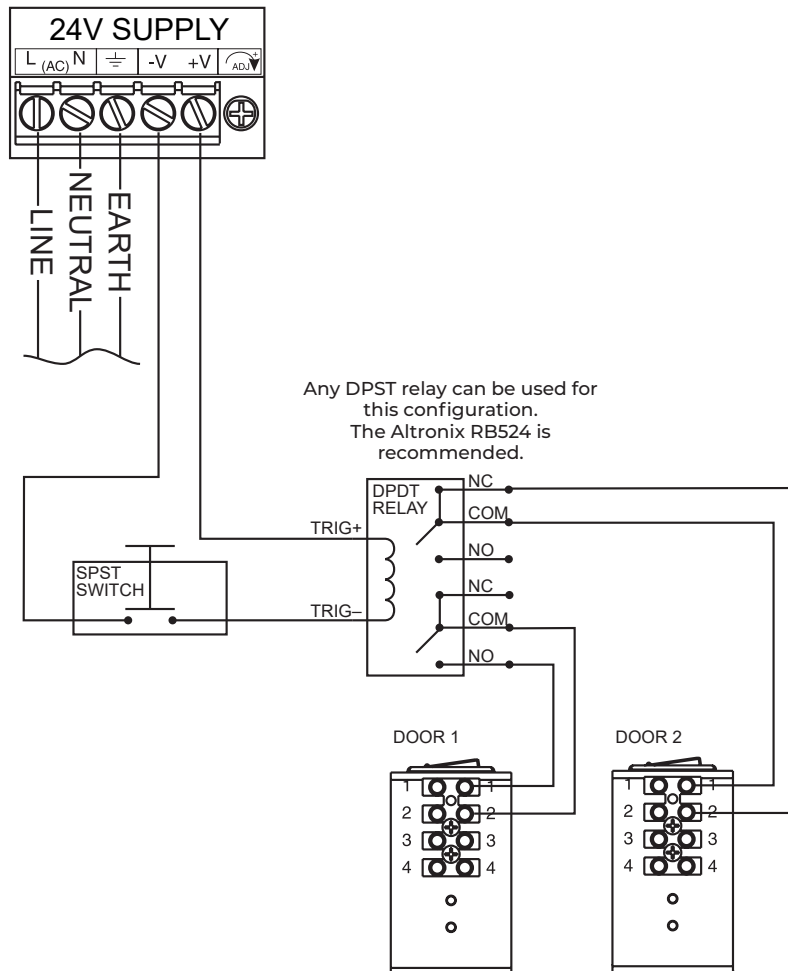 24V SUPPLY
L (AC) N -V +V ADJ +
LINE
NEUTRAL
EARTH
Any DPST relay can be used for
this configuration.
The Altronix RB524 is
recommended.
DPDT
RELAY
NC
COM
TRIG+
NO
SPST
SWITCH
NC
TRIG–
COM
NO
DOOR 1
DOOR 2
1 1
2 2
3 3
4 4
1 1
2 2
3 3
4 4